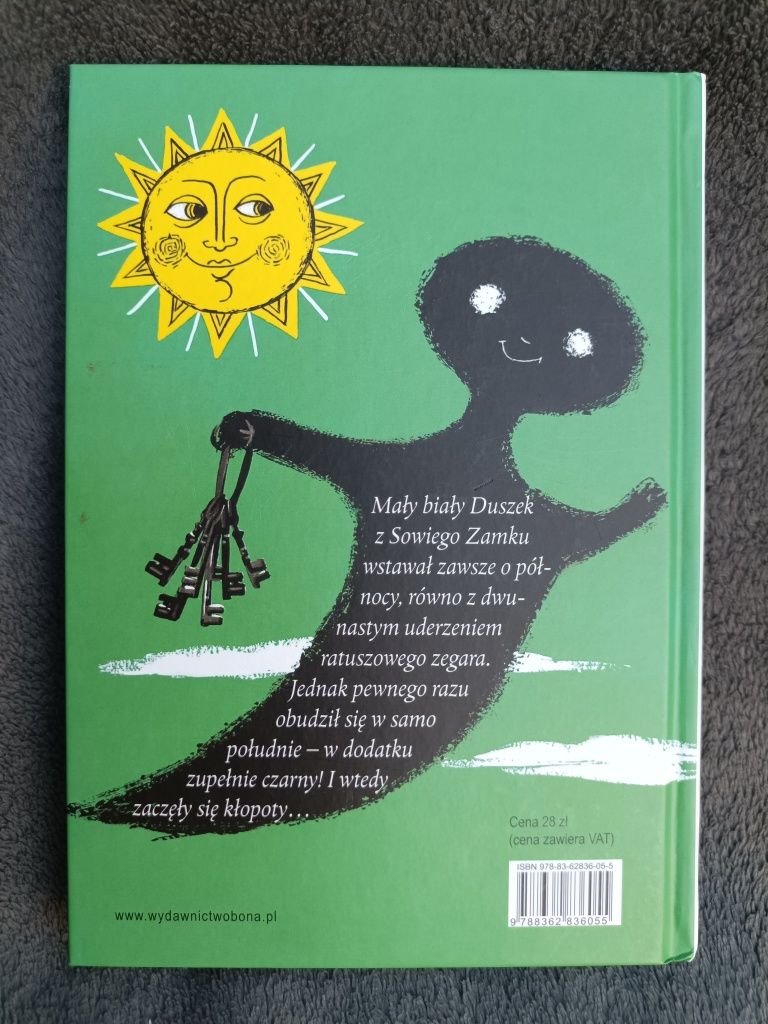 Mały biały Duszek
z Sowiego Zamku
wstawał zawsze o pół-
nocy, równo z dwu-
nastym uderzeniem
ratuszowego zegara.
Jednak pewnego razu
obudził się w samo
południe – w dodatku
zupełnie czarny! I wtedy
zaczęły się kłopoty…
Cena 28 zł
(cena zawiera VAT)
ISBN 978-83-62836-05-5
9 788362 836055
www.wydawnictwobona.pl